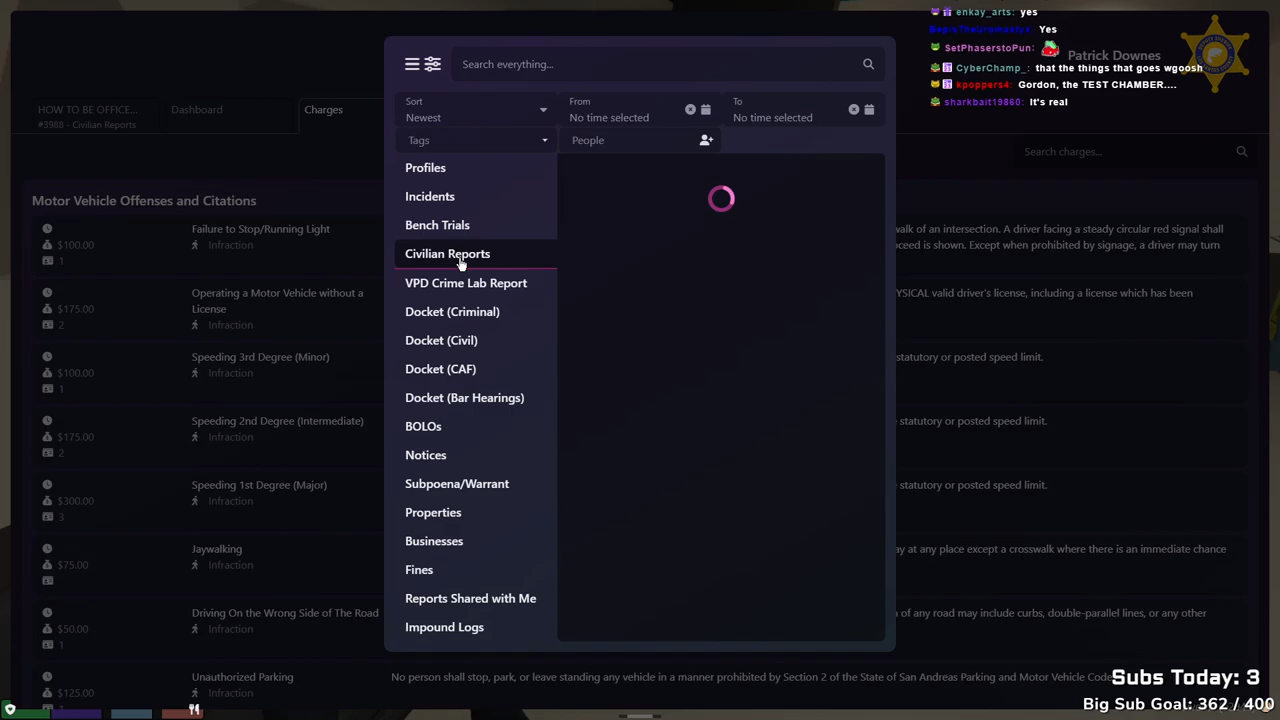 enkay_arts: yes
BegisTheUromastyx: Yes
SetPhaserstoPun:
CyberChamp_: that the things that goes wgoosh
kpoppers4: Gordon, the TEST CHAMBER....
sharkbait19860: It's real
Patrick Downes
HOW TO BE OFFICE...
#3988 - Civilian Reports
Dashboard
Charges
Search charges...
Search everything...
Sort
Newest
From
No time selected
To
No time selected
Tags
People
Profiles
Incidents
Bench Trials
Civilian Reports
VPD Crime Lab Report
Docket (Criminal)
Docket (Civil)
Docket (CAF)
Docket (Bar Hearings)
BOLOs
Notices
Subpoena/Warrant
Properties
Businesses
Fines
Reports Shared with Me
Impound Logs
Motor Vehicle Offenses and Citations
$100.00
1
Failure to Stop/Running Light
Infraction
walk of an intersection. A driver facing a steady circular red signal shall
oceed is shown. Except when prohibited by signage, a driver may turn
$175.00
2
Operating a Motor Vehicle without a
License
Infraction
YSICAL valid driver's license, including a license which has been
$100.00
1
Speeding 3rd Degree (Minor)
Infraction
statutory or posted speed limit.
$175.00
2
Speeding 2nd Degree (Intermediate)
Infraction
statutory or posted speed limit.
$300.00
3
Speeding 1st Degree (Major)
Infraction
statutory or posted speed limit.
$75.00
Jaywalking
Infraction
ay at any place except a crosswalk where there is an immediate chance
$50.00
1
Driving On the Wrong Side of The Road
Infraction
n of any road may include curbs, double-parallel lines, or any other
$125.00
Unauthorized Parking
Infraction
No person shall stop, park, or leave standing any vehicle in a manner prohibited by Section 2 of the State of San Andreas Parking and Motor Vehicle Code
Subs Today: 3
Big Sub Goal: 362 / 400